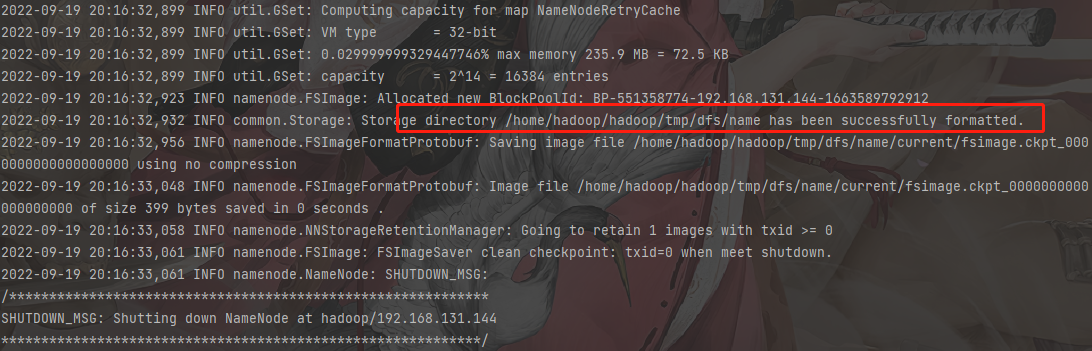 2022-09-19 20:16:32,899 INFO util.GSet: Computing capacity for map NameNodeRetryCache
2022-09-19 20:16:32,899 INFO util.GSet: VM type       = 32-bit
2022-09-19 20:16:32,899 INFO util.GSet: 0.029999999329447746% max memory 235.9 MB = 72.5 KB
2022-09-19 20:16:32,899 INFO util.GSet: capacity      = 2^14 = 16384 entries
2022-09-19 20:16:32,923 INFO namenode.FSImage: Allocated new BlockPoolId: BP-551358774-192.168.131.144-1663589792912
2022-09-19 20:16:32,932 INFO common.Storage: Storage directory /home/hadoop/hadoop/tmp/dfs/name has been successfully formatted.
2022-09-19 20:16:32,956 INFO namenode.FSImageFormatProtobuf: Saving image file /home/hadoop/hadoop/tmp/dfs/name/current/fsimage.ckpt_000
0000000000000000 using no compression
2022-09-19 20:16:33,048 INFO namenode.FSImageFormatProtobuf: Image file /home/hadoop/hadoop/tmp/dfs/name/current/fsimage.ckpt_0000000000
000000000 of size 399 bytes saved in 0 seconds .
2022-09-19 20:16:33,058 INFO namenode.NNStorageRetentionManager: Going to retain 1 images with txid >= 0
2022-09-19 20:16:33,061 INFO namenode.FSImage: FSImageSaver clean checkpoint: txid=0 when meet shutdown.
2022-09-19 20:16:33,061 INFO namenode.NameNode: SHUTDOWN_MSG:
/************************************************************
SHUTDOWN_MSG: Shutting down NameNode at hadoop/192.168.131.144
************************************************************/